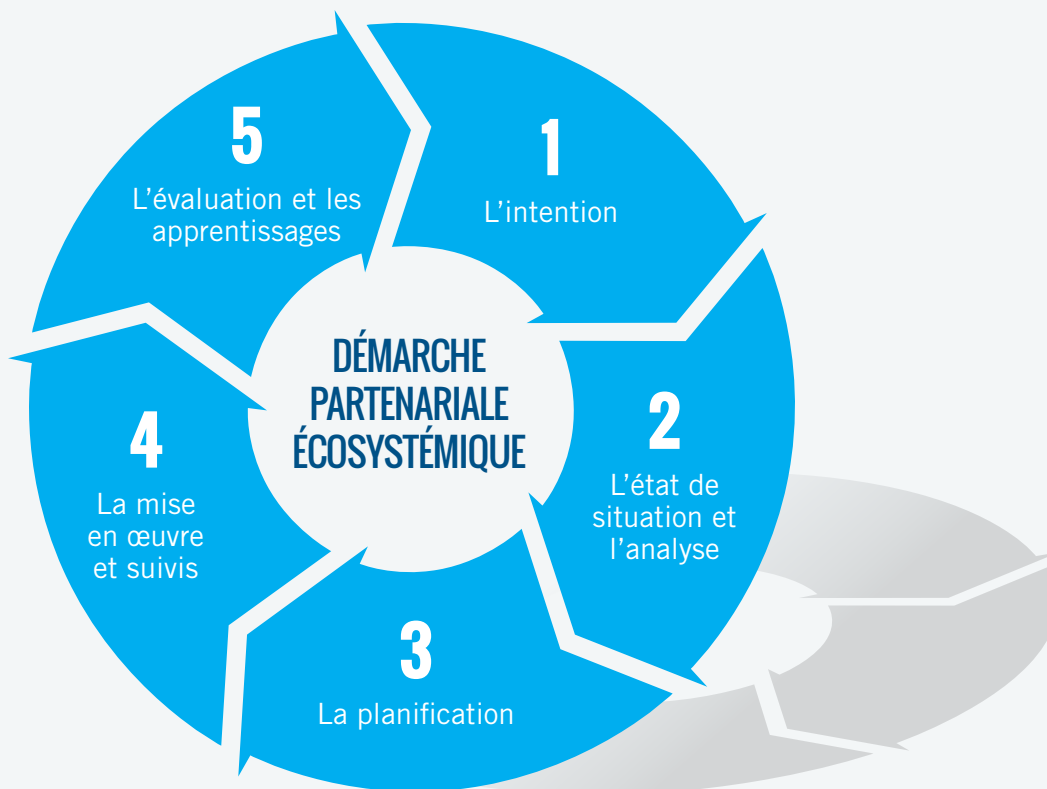 DÉMARCHE
PARTENARIALE
ÉCOSYSTÉMIQUE
1
L'intention
2
L'état de
situation et
l'analyse
3
La planification
4
La mise
en œuvre
et suivis
5
L'évaluation et les
apprentissages